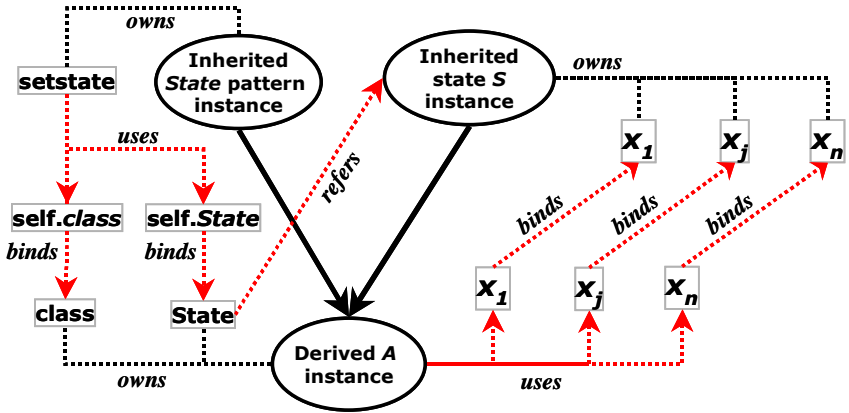 owns
Inherited
State pattern
instance
Inherited
state S
instance
owns
setstate
uses
refers
x1
xj
xn
self.class
self.State
binds
binds
binds
binds
binds
class
State
x1
xj
xn
Derived A
instance
owns
uses